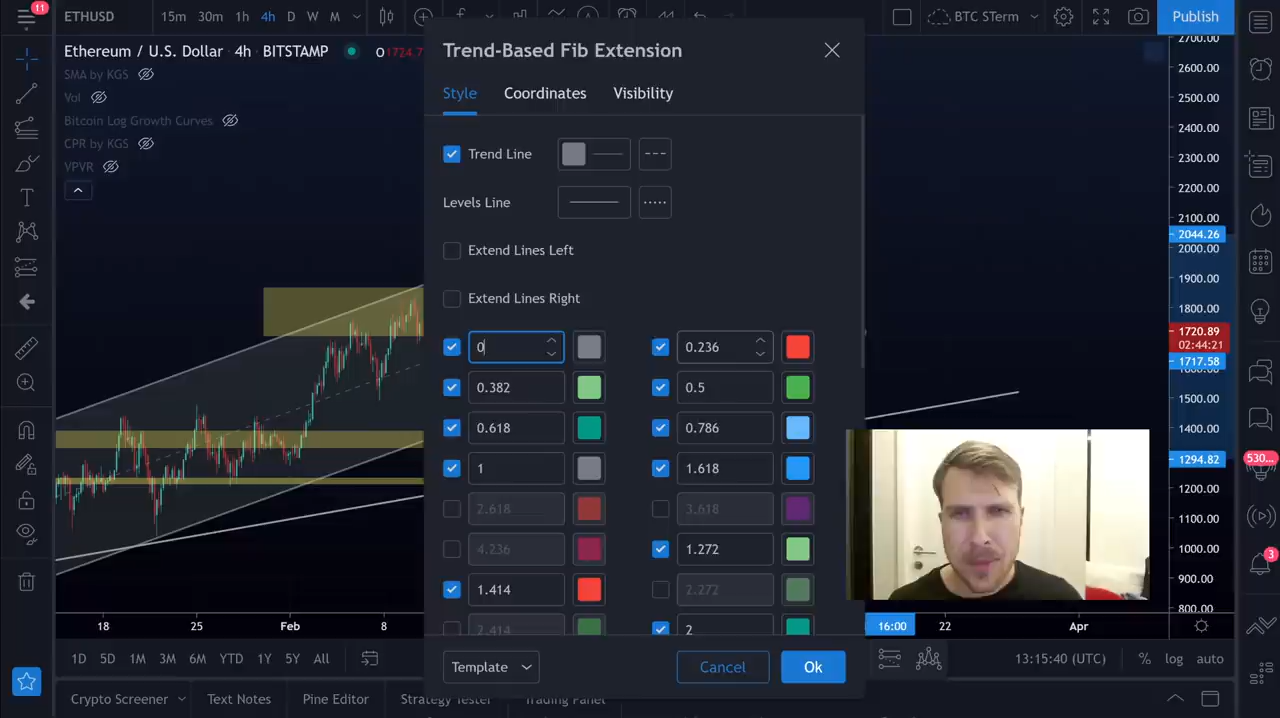 11
ETHUSD
15m 30m 1h 4h D W M
BTC STerm
Publish
Ethereum / U.S. Dollar 4h BITSTAMP
O1724.7
SMA by KGS
Vol
Bitcoin Log Growth Curves
CPR by KGS
VPVR
Trend-Based Fib Extension
Style Coordinates Visibility
Trend Line
Levels Line
Extend Lines Left
Extend Lines Right
0 0.236
0.382 0.5
0.618 0.786
1 1.618
2.618 3.618
4.236 1.272
1.414 2.272
2.414 2
Template
Cancel
Ok
2700.00
2600.00
2500.00
2400.00
2300.00
2200.00
2100.00
2044.26
2000.00
1900.00
1800.00
1720.89
02:44:21
1717.58
1500.00
1400.00
1294.82
1200.00
1100.00
1000.00
900.00
800.00
530...
3
18 25 Feb 8 16:00 22 Apr
1D 5D 1M 3M 6M YTD 1Y 5Y All
13:15:40 (UTC) % log auto
Crypto Screener Text Notes Pine Editor Strategy Tester Trading Panel